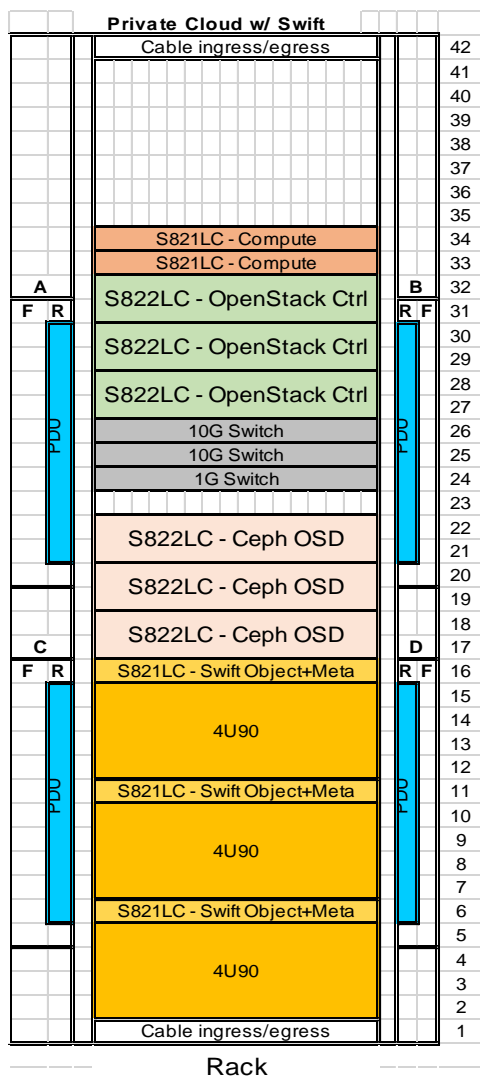 Private Cloud w/ Swift
Cable ingress/egress 42
41
40
39
38
37
36
35
S821LC - Compute 34
S821LC - Compute 33
A S822LC - OpenStack Ctrl B 32
F R R F 31
PDU S822LC - OpenStack Ctrl PDU 30
29
S822LC - OpenStack Ctrl 28
27
10G Switch 26
10G Switch 25
1G Switch 24
23
S822LC - Ceph OSD 22
21
S822LC - Ceph OSD 20
19
S822LC - Ceph OSD 18
C D 17
F R S821LC - Swift Object+Meta R F 16
15
4U90 14
13
12
PDU S821LC - Swift Object+Meta PDU 11
10
4U90 9
8
7
S821LC - Swift Object+Meta 6
5
4U90 4
3
2
Cable ingress/egress 1
Rack